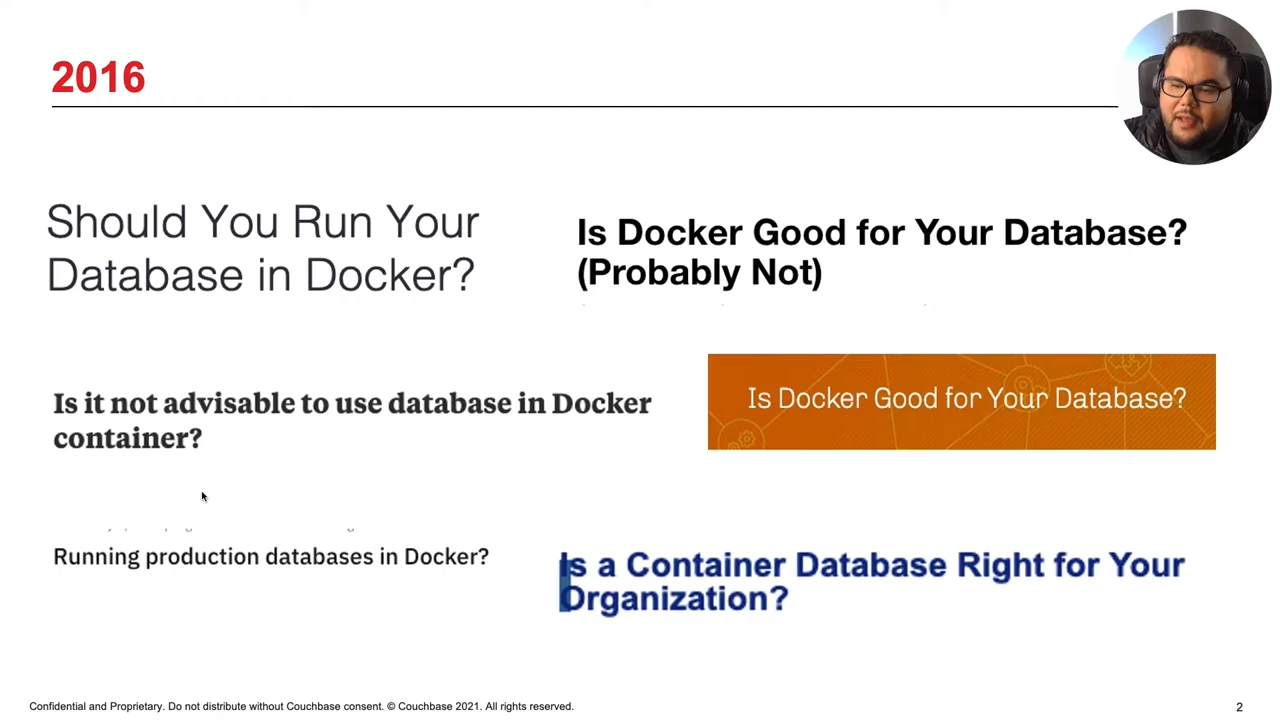 2016
Should You Run Your
Database in Docker?
Is Docker Good for Your Database?
(Probably Not)
Is it not advisable to use database in Docker
container?
Is Docker Good for Your Database?
Running production databases in Docker?
Is a Container Database Right for Your
Organization?
Confidential and Proprietary. Do not distribute without Couchbase consent. © Couchbase 2021. All rights reserved.
2